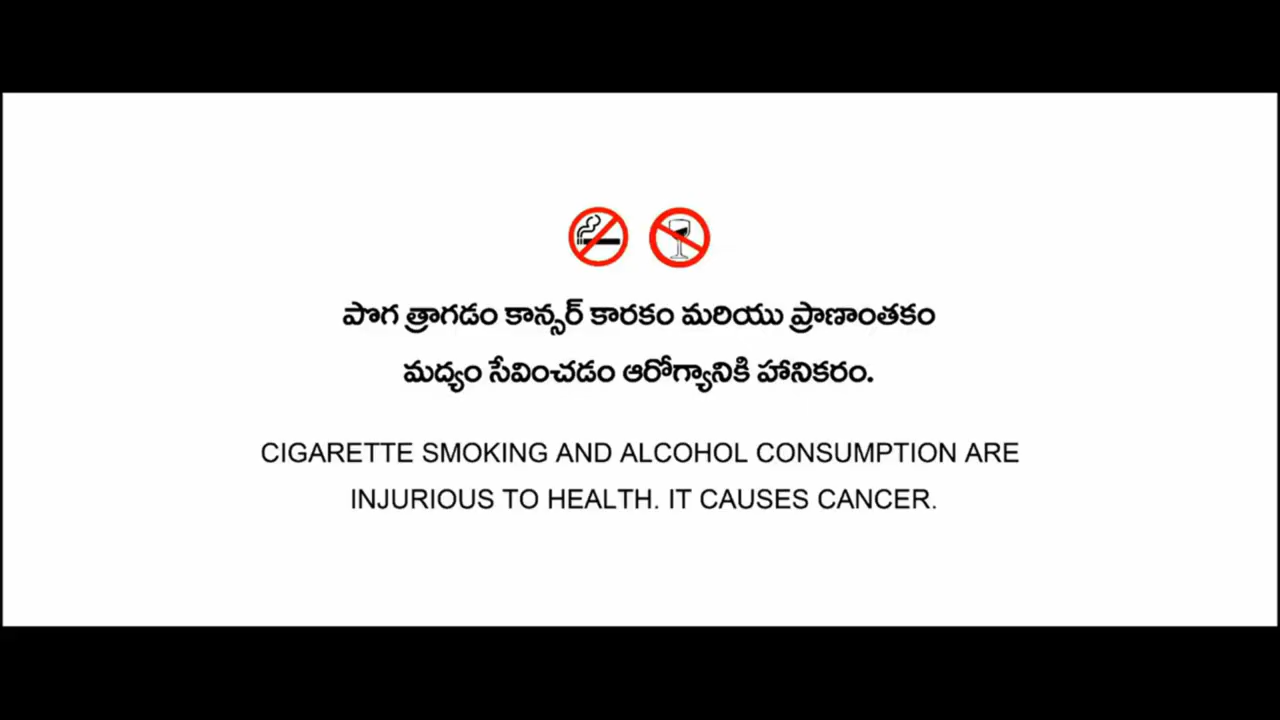 పొగ త్రాగడం కాన్సర్ కారకం మరియు ప్రాణాంతకం
మద్యం సేవించడం ఆరోగ్యానికి హానికరం.
CIGARETTE SMOKING AND ALCOHOL CONSUMPTION ARE
INJURIOUS TO HEALTH. IT CAUSES CANCER.